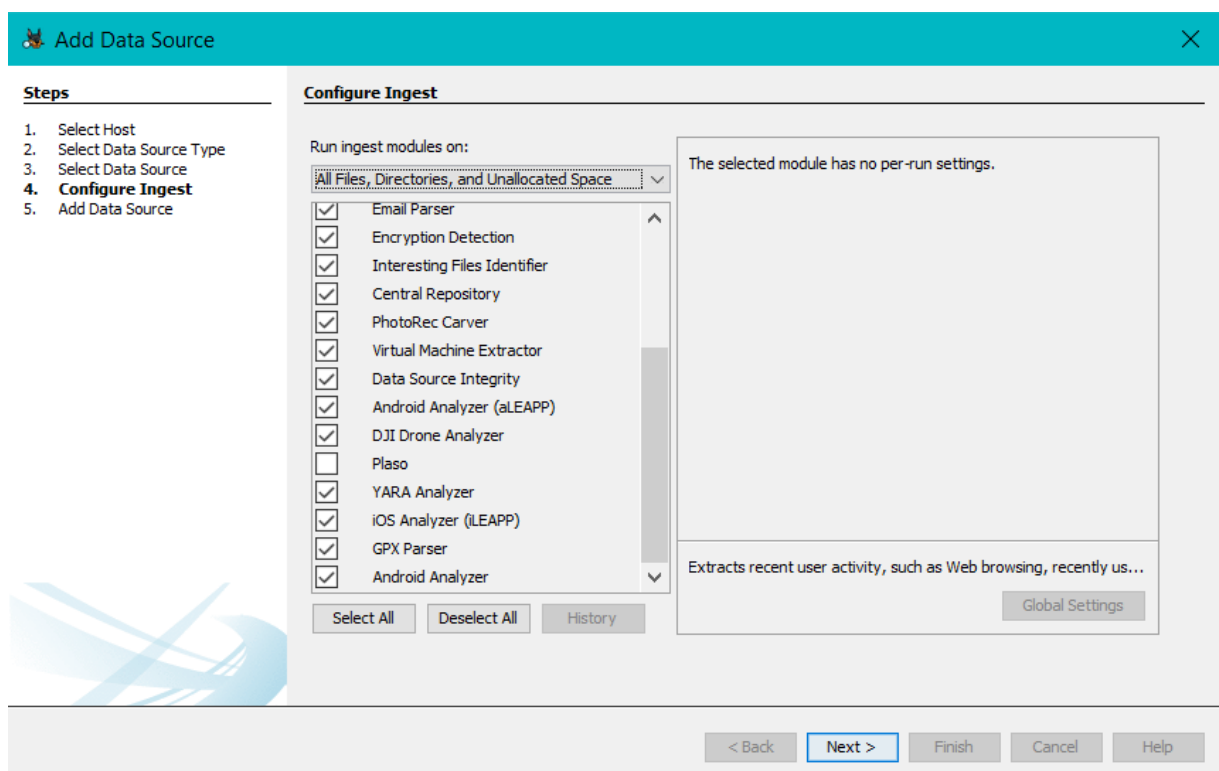 Add Data Source
Steps
1. Select Host
2. Select Data Source Type
3. Select Data Source
4. Configure Ingest
5. Add Data Source
Configure Ingest
Run ingest modules on:
All Files, Directories, and Unallocated Space
Email Parser
Encryption Detection
Interesting Files Identifier
Central Repository
PhotoRec Carver
Virtual Machine Extractor
Data Source Integrity
Android Analyzer (aLEAPP)
DJI Drone Analyzer
Plaso
YARA Analyzer
iOS Analyzer (iLEAPP)
GPX Parser
Android Analyzer
Select All Deselect All History
The selected module has no per-run settings.
Extracts recent user activity, such as Web browsing, recently us...
Global Settings
< Back Next > Finish Cancel Help